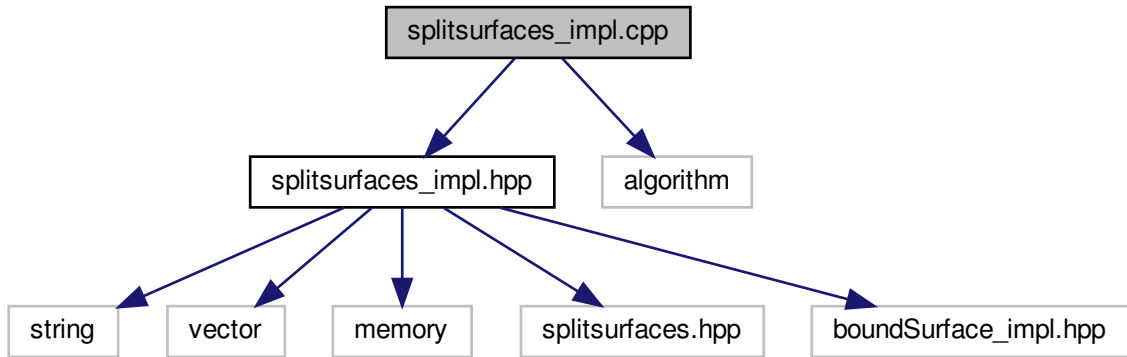 splitsurfaces_impl.cpp
splitsurfaces_impl.hpp
algorithm
string
vector
memory
splitsurfaces.hpp
boundSurface_impl.hpp